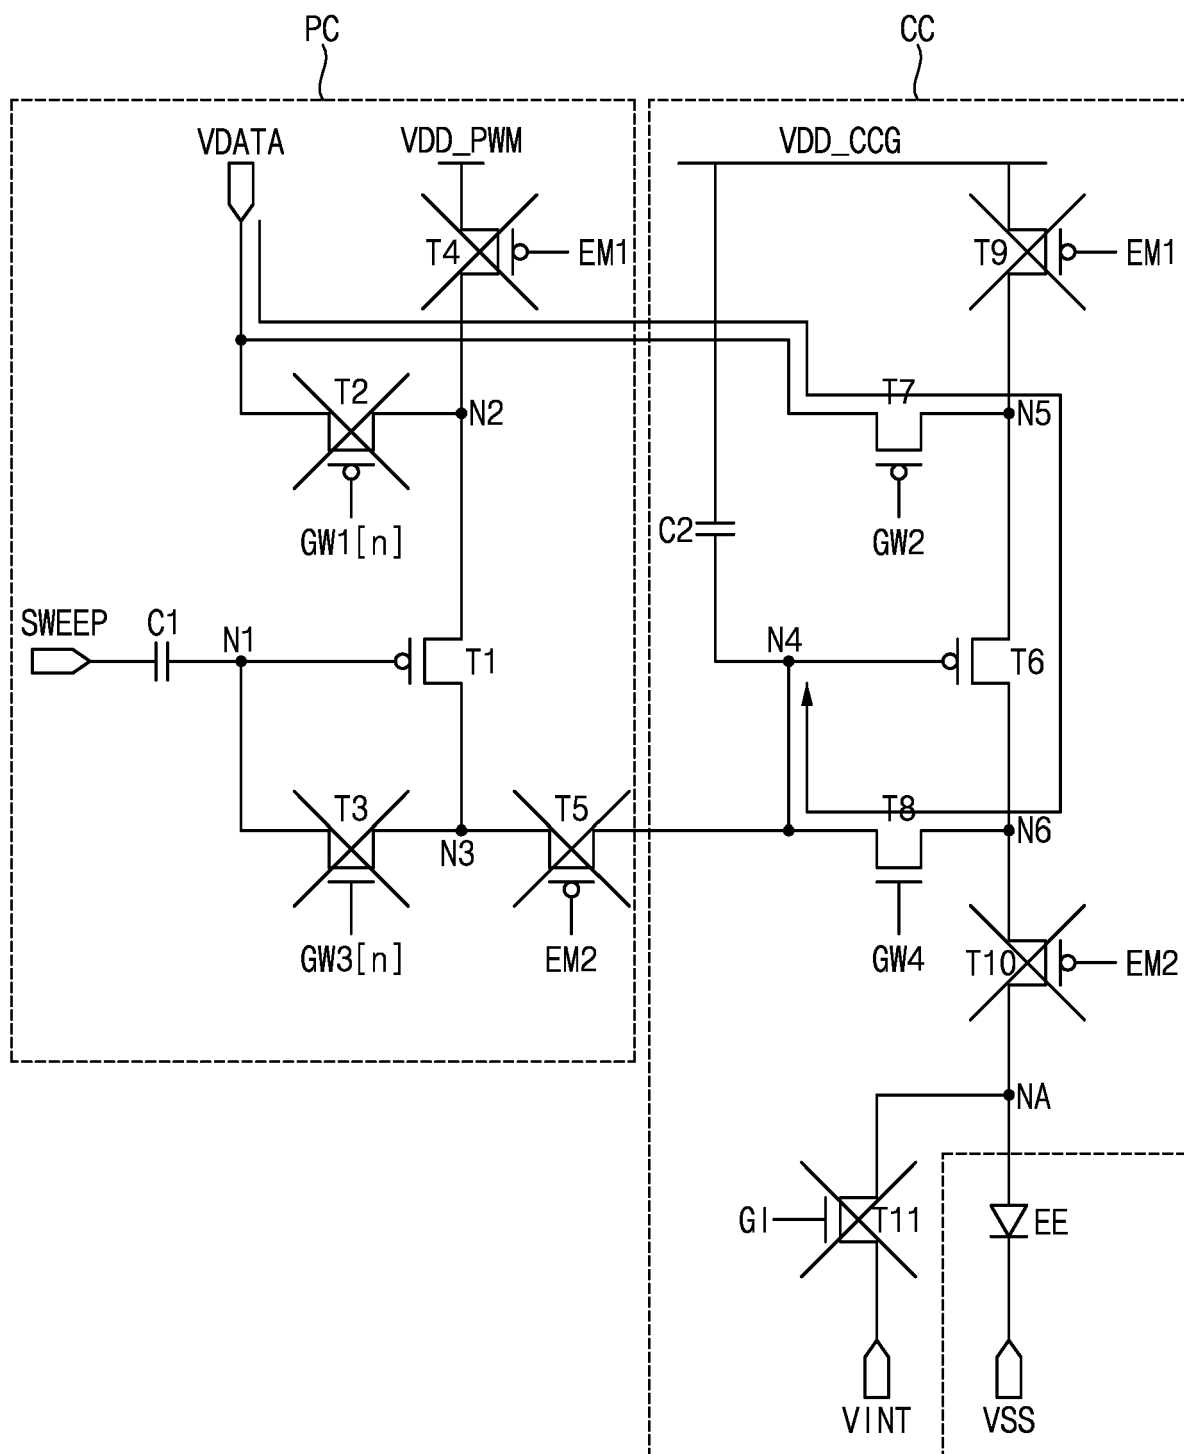 PC
CC
VDATA
VDD_PWM
VDD_CCG
T4
EM1
T9
EM1
T2
N2
T7
N5
GW1[n]
C2
GW2
SWEEP
C1
N1
T1
N4
T6
T3
T5
T8
N3
N6
GW3[n]
EM2
GW4
T10
EM2
NA
GI
T11
EE
VINT
VSS